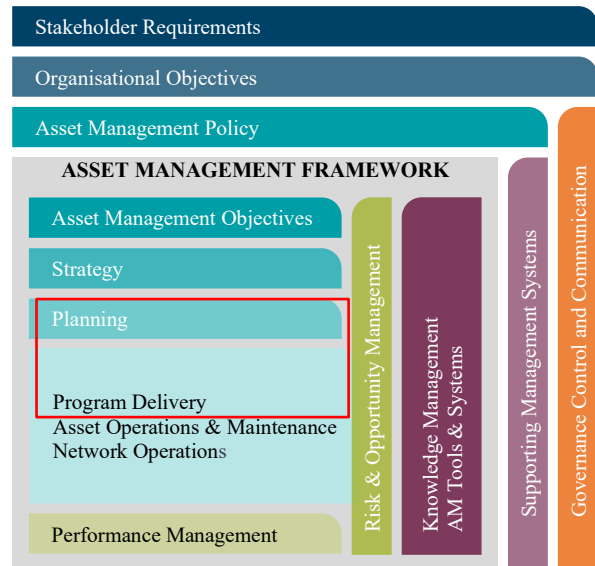 Stakeholder Requirements
Organisational Objectives
Asset Management Policy
ASSET MANAGEMENT FRAMEWORK
Asset Management Objectives
Strategy
Planning
Program Delivery
Asset Operations & Maintenance
Network Operations
Performance Management
Risk & Opportunity Management
Knowledge Management
AM Tools & Systems
Supporting Management Systems
Governance Control and Communication